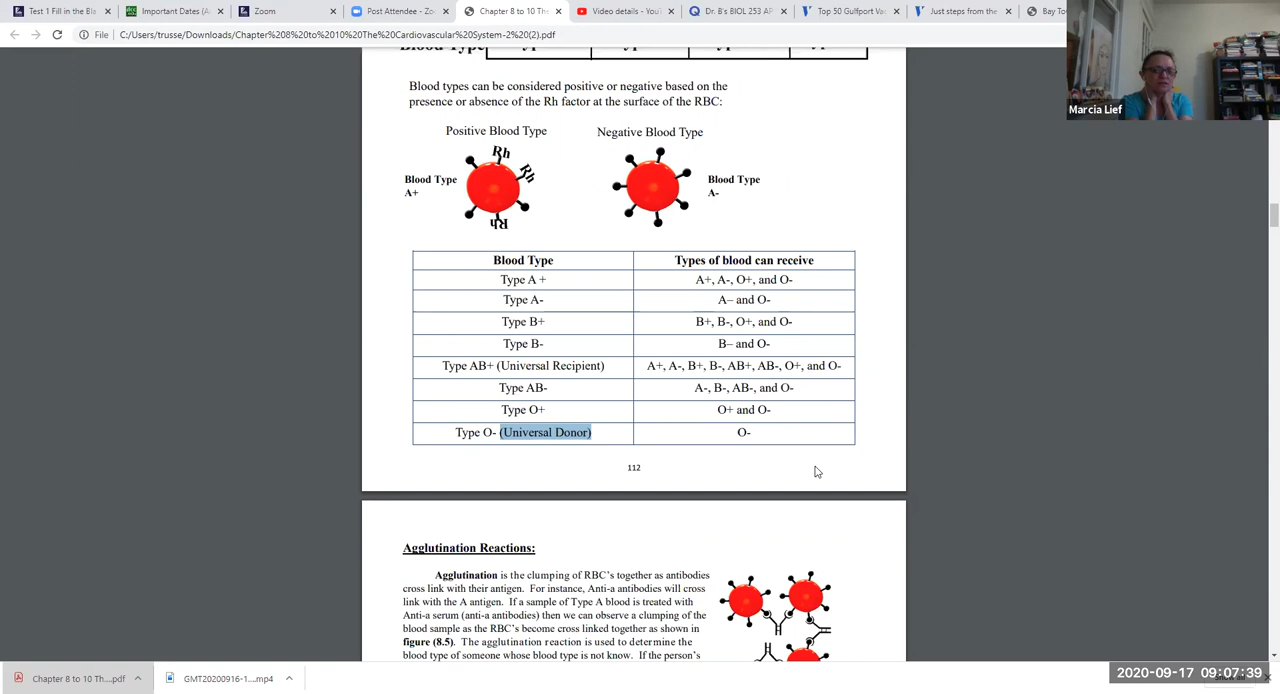 Test 1 Fill in the Bla
Important Dates (A
Zoom
Post Attendee - Zo
Chapter 8 to 10 Th
Video details - You
Dr. B's BIOL 253 AP
Top 50 Gulfport Va
Just steps from the
Bay To
File | C:/Users/trusse/Downloads/Chapter%208%20to%2010%20The%20Cardiovascular%20System-2%20(2).pdf
Marcia Lief
Blood Type
Blood types can be considered positive or negative based on the
presence or absence of the Rh factor at the surface of the RBC:
Positive Blood Type
Negative Blood Type
Rh
Rh
Rh
Blood Type
A+
Blood Type
A-
Blood Type Types of blood can receive
Type A + A+, A-, O+, and O-
Type A- A– and O-
Type B+ B+, B-, O+, and O-
Type B- B– and O-
Type AB+ (Universal Recipient) A+, A-, B+, B-, AB+, AB-, O+, and O-
Type AB- A-, B-, AB-, and O-
Type O+ O+ and O-
Type O- (Universal Donor) O-
112
Agglutination Reactions:
Agglutination is the clumping of RBC's together as antibodies
cross link with their antigen. For instance, Anti-a antibodies will cross
link with the A antigen. If a sample of Type A blood is treated with
Anti-a serum (anti-a antibodies) then we can observe a clumping of the
blood sample as the RBC's become cross linked together as shown in
figure (8.5). The agglutination reaction is used to determine the
blood type of someone whose blood type is not know. If the person's
Chapter 8 to 10 Th....pdf
GMT20200916-1....mp4
2020-09-17 09:07:39